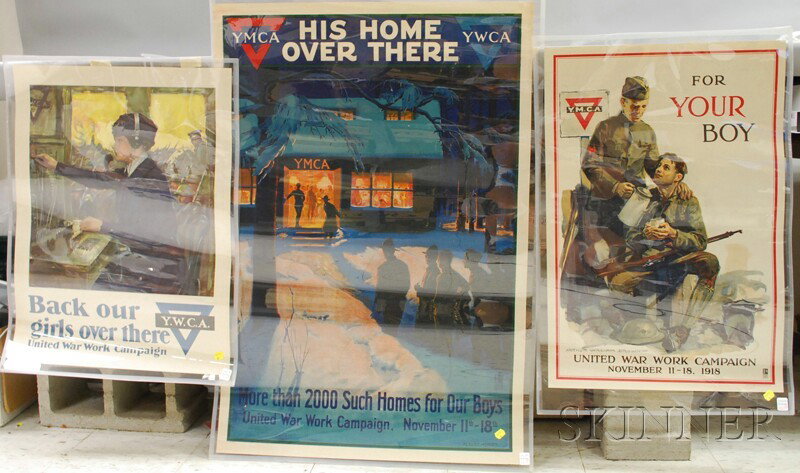 Back our
girls over there
Y.W.C.A.
United War Work Campaign
YMCA
HIS HOME
OVER THERE
YWCA
YMCA
More than 2000 Such Homes for Our Boys
United War Work Campaign, November 11th-18th
Y.M.C.A
FOR
YOUR
BOY
UNITED WAR WORK CAMPAIGN
NOVEMBER 11-18, 1918
SKINNER